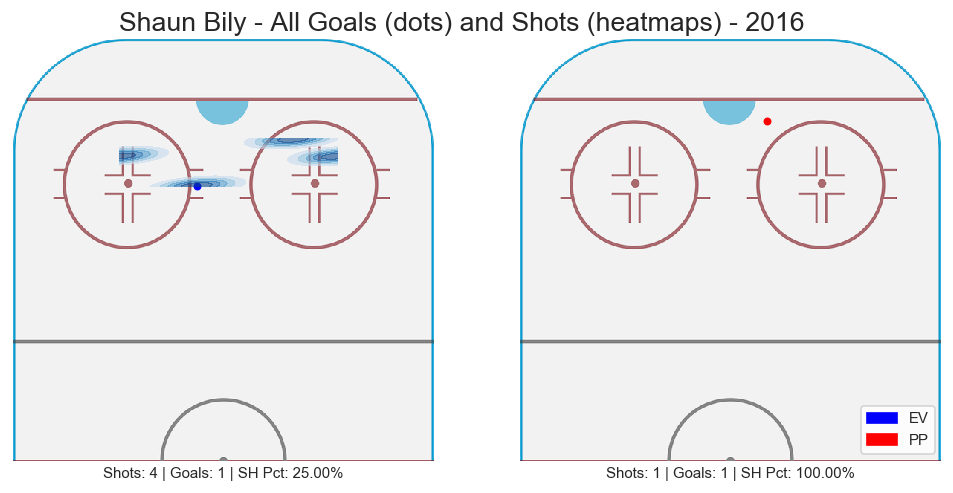 Shaun Bily - All Goals (dots) and Shots (heatmaps) - 2016
EV
PP
Shots: 4 | Goals: 1 | SH Pct: 25.00%
Shots: 1 | Goals: 1 | SH Pct: 100.00%